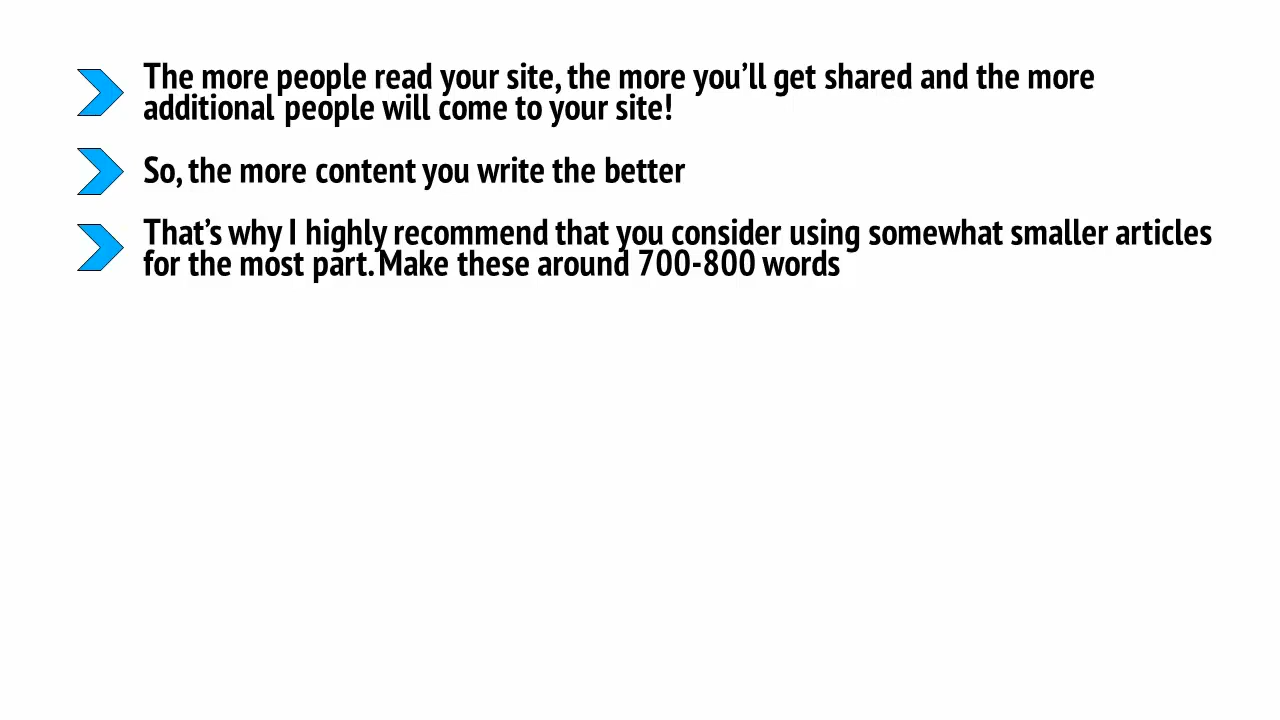 The more people read your site, the more you’ll get shared and the more
additional people will come to your site!
So, the more content you write the better
That’s why I highly recommend that you consider using somewhat smaller articles
for the most part. Make these around 700-800 words